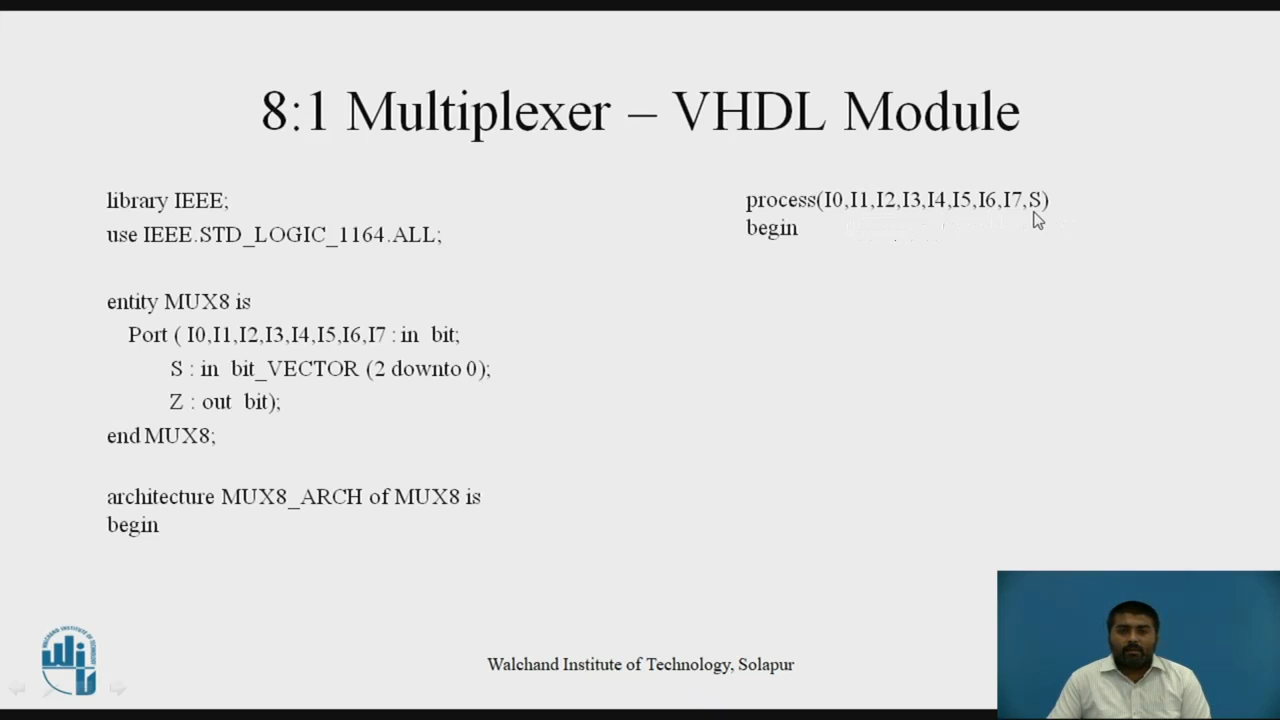 8:1 Multiplexer – VHDL Module
library IEEE;
use IEEE.STD_LOGIC_1164.ALL;
entity MUX8 is
Port ( I0,I1,I2,I3,I4,I5,I6,I7 : in bit;
S : in bit_VECTOR (2 downto 0);
Z : out bit);
end MUX8;
architecture MUX8_ARCH of MUX8 is
begin
process(I0,I1,I2,I3,I4,I5,I6,I7,S)
begin
Walchand Institute of Technology, Solapur